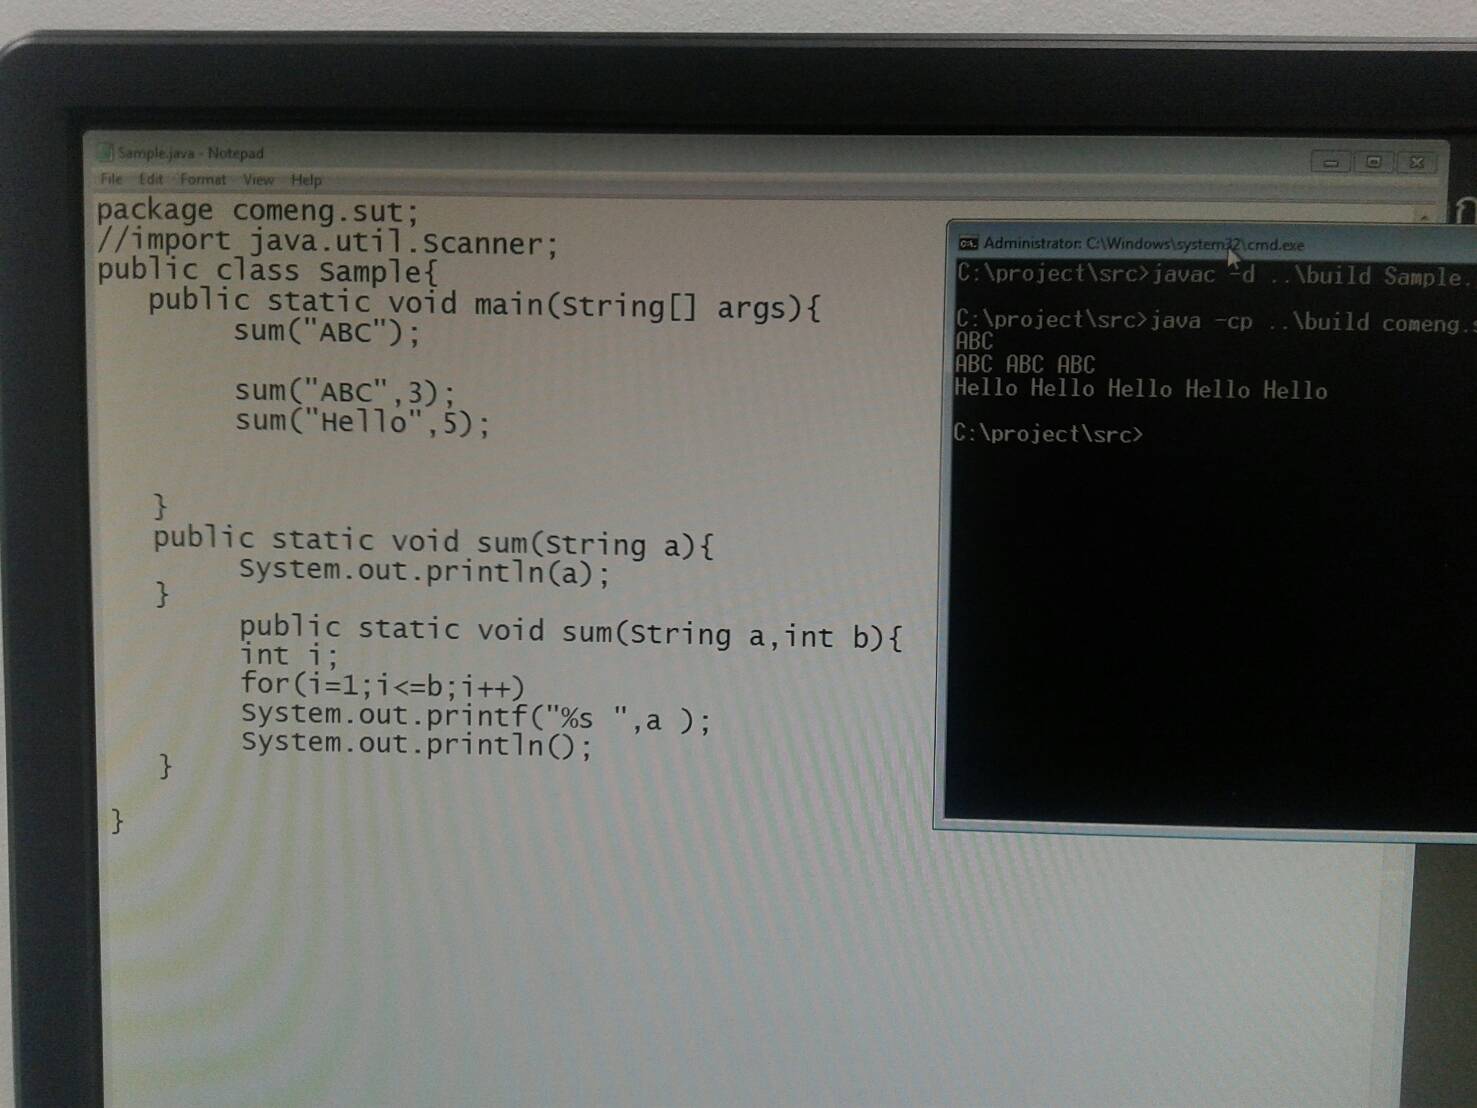 Sample.java - Notepad
File Edit Format View Help
package comeng.sut;
//import java.util.Scanner;
public class Sample{
public static void main(String[] args){
sum("ABC");
sum("ABC",3);
sum("Hello",5);
}
public static void sum(String a){
System.out.println(a);
}
public static void sum(String a,int b){
int i;
for(i=1;i<=b;i++)
System.out.printf("%s ",a );
System.out.println();
}
}
Administrator: C:\Windows\system32\cmd.exe
C:\project\src>javac -d ..\build Sample.
C:\project\src>java -cp ..\build comeng.s
ABC
ABC ABC ABC
Hello Hello Hello Hello Hello
C:\project\src>